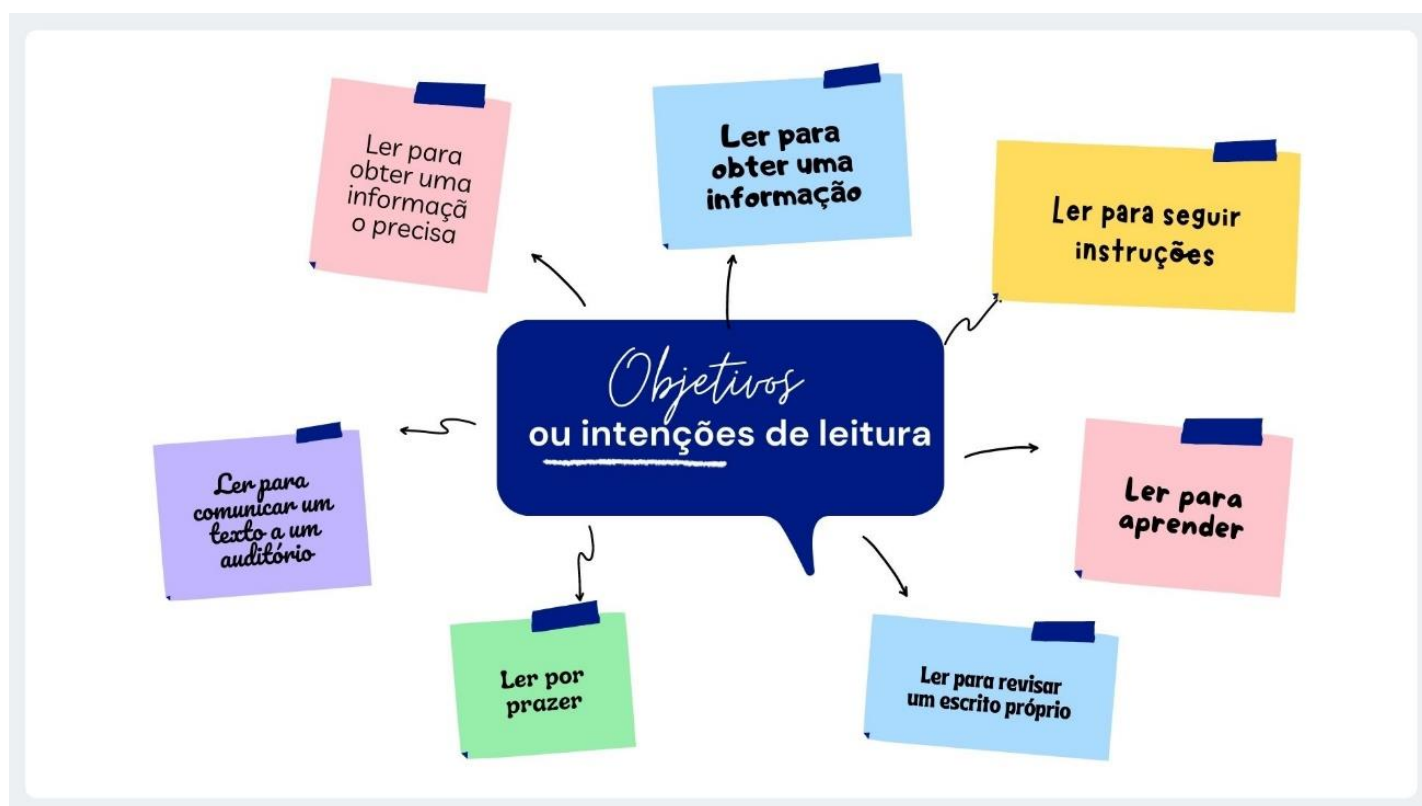 Ler para
obter uma
informaçã
o precisa
Ler para
obter uma
informação
Ler para seguir
instruções
Objetivos
ou intenções de leitura
Ler para
comunicar um
texto a um
auditório
Ler para
aprender
Ler por
prazer
Ler para revisar
um escrito próprio